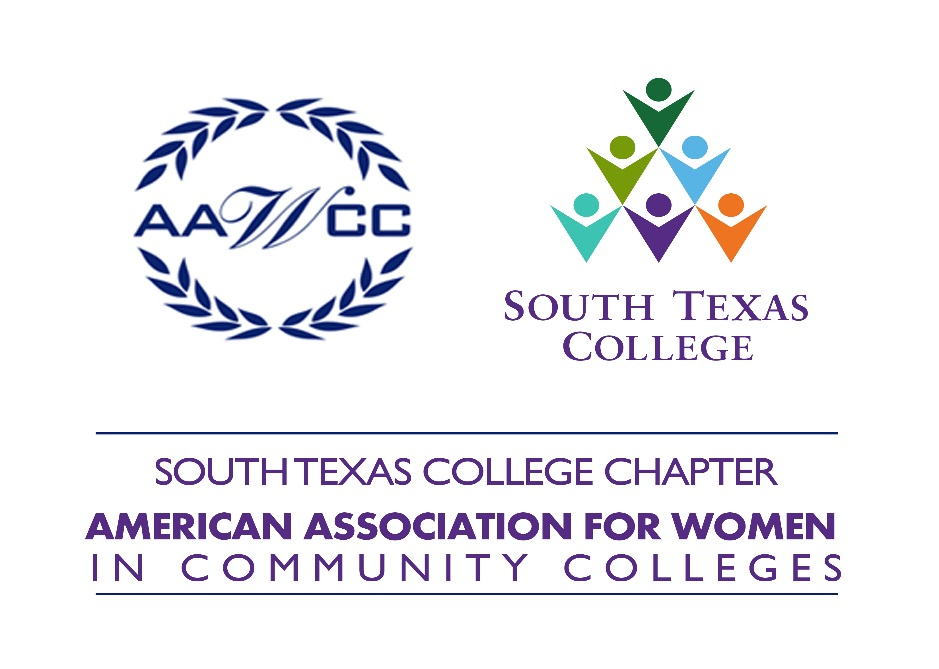 AAWCC
SOUTH TEXAS
COLLEGE
SOUTH TEXAS COLLEGE CHAPTER
AMERICAN ASSOCIATION FOR WOMEN
IN COMMUNITY COLLEGES